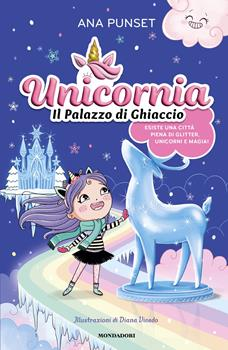 ANA PUNSET
Unicornia
Il Palazzo di Ghiaccio
ESISTE UNA CITTÀ
PIENA DI GLITTER,
UNICORNI E MAGIA!
Illustrazioni di Diana Vicedo
MONDADORI